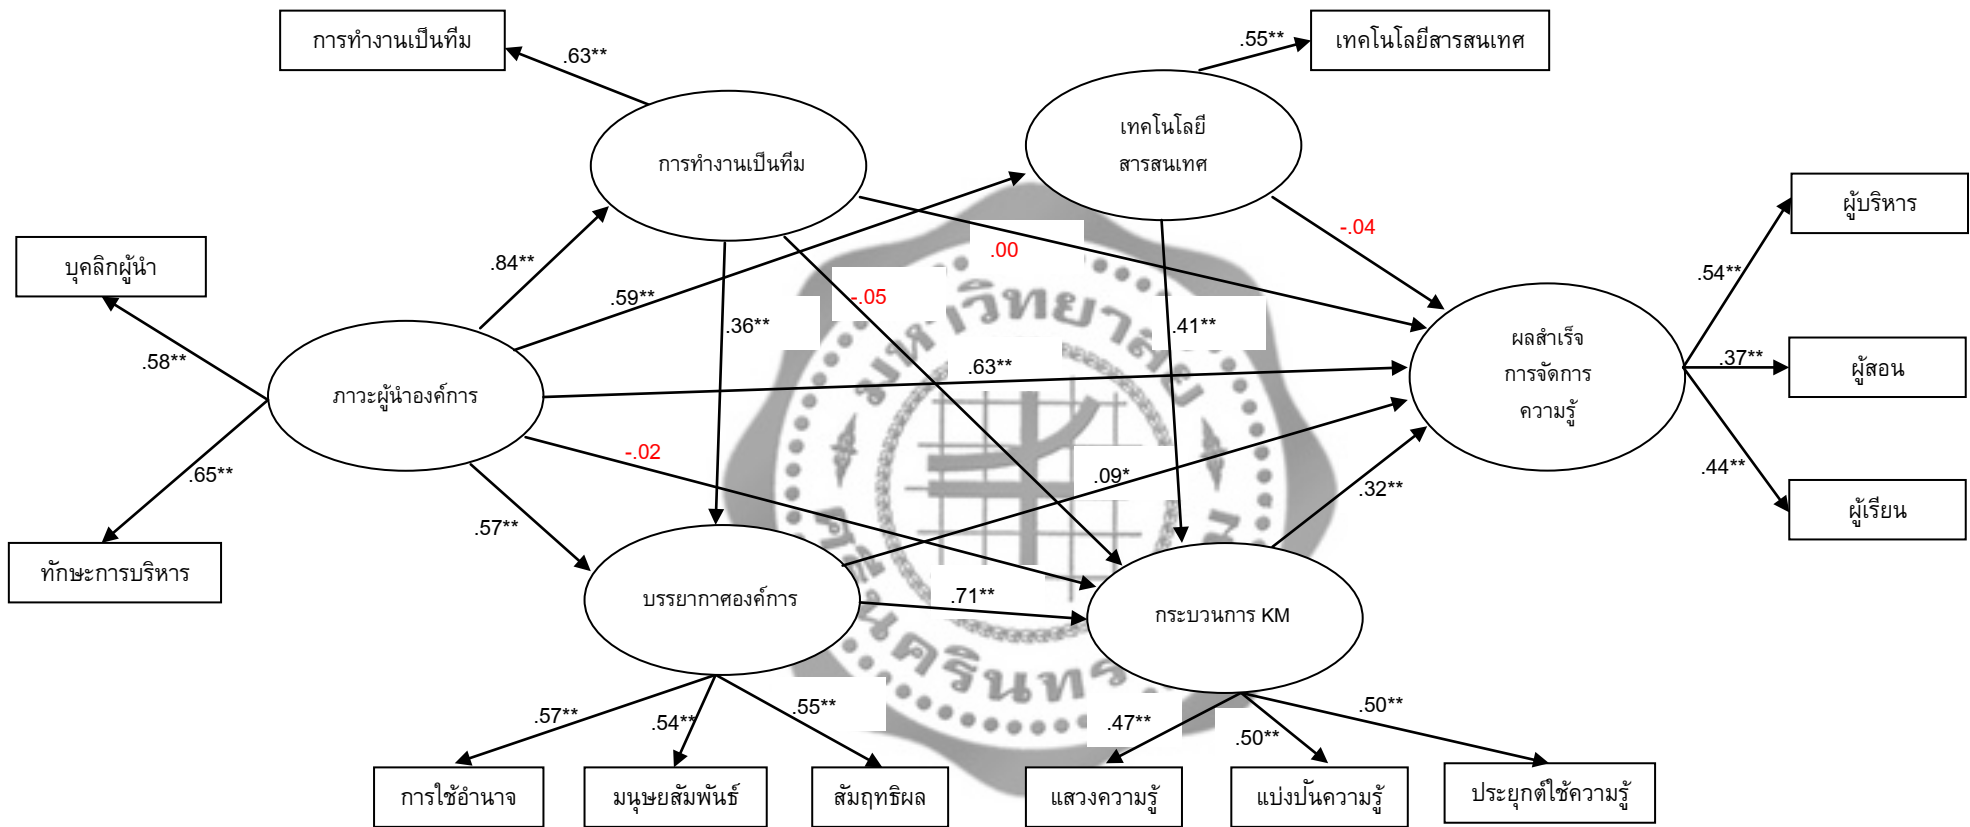 การทำงานเป็นทีม
.63**
.55**
เทคโนโลยีสารสนเทศ
การทำงานเป็นทีม
เทคโนโลยี
สารสนเทศ
ผู้บริหาร
บุคลิกผู้นำ
.84**
.59**
.00
-.04
.54**
-.05
.36**
.41**
.58**
.63**
ภาวะผู้นำองค์การ
ผลสำเร็จ
การจัดการ
ความรู้
.37**
ผู้สอน
-.02
.65**
.09*
.44**
.32**
.57**
ผู้เรียน
ทักษะการบริหาร
บรรยากาศองค์การ
.71**
กระบวนการ KM
.57**
.54**
.55**
.47**
.50**
.50**
การใช้อำนาจ
มนุษยสัมพันธ์
สัมฤทธิผล
แสวงความรู้
แบ่งปันความรู้
ประยุกต์ใช้ความรู้